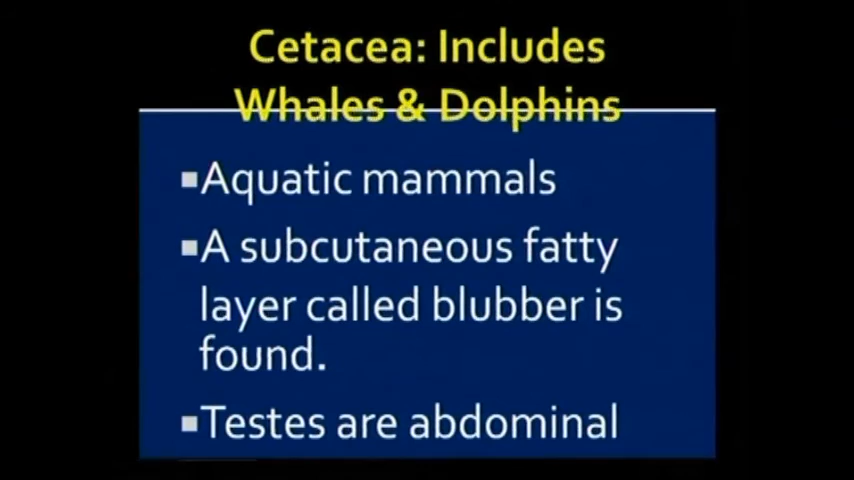 Cetacea: Includes
Whales & Dolphins
▪Aquatic mammals
▪A subcutaneous fatty
layer called blubber is
found.
▪Testes are abdominal